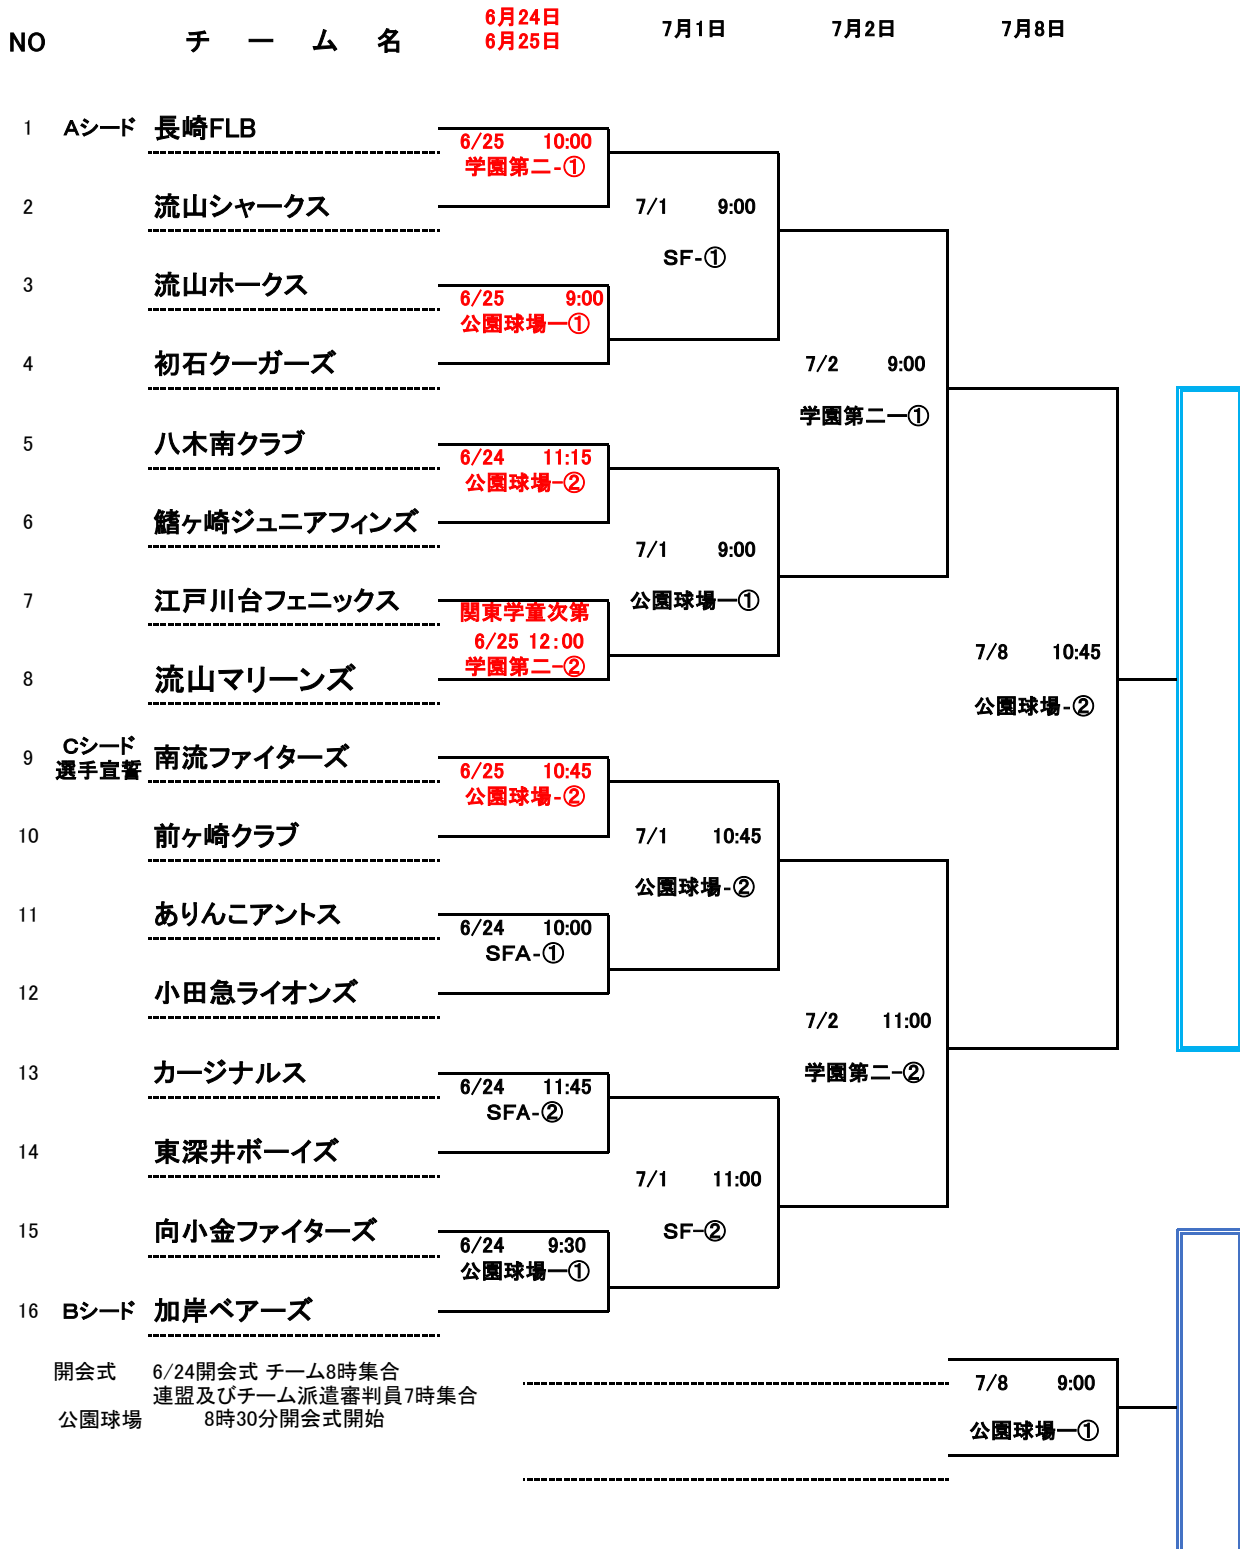 6月24日
6月25日
7月1日
7月2日
7月8日
NO
チ ー ム 名
1 Aシード 長崎FLB
6/25 10:00
学園第二-①
2 流山シャークス
7/1 9:00
SF-①
3 流山ホークス
6/25 9:00
公園球場ー①
4 初石クーガーズ
7/2 9:00
学園第二ー①
5 八木南クラブ
6/24 11:15
公園球場-②
6 鰭ヶ崎ジュニアフィンズ
7/1 9:00
公園球場ー①
7 江戸川台フェニックス
関東学童次第
6/25 12:00
学園第二-②
8 流山マリーンズ
7/8 10:45
公園球場-②
9 Cシード
選手宣誓
南流ファイターズ
6/25 10:45
公園球場-②
10 前ヶ崎クラブ
7/1 10:45
公園球場-②
11 ありんこアントス
6/24 10:00
SFA-①
12 小田急ライオンズ
7/2 11:00
学園第二-②
13 カージナルス
6/24 11:45
SFA-②
14 東深井ボーイズ
7/1 11:00
SF-②
15 向小金ファイターズ
6/24 9:30
公園球場ー①
16 Bシード 加岸ベアーズ
開会式 6/24開会式 チーム8時集合
連盟及びチーム派遣審判員7時集合
公園球場 8時30分開会式開始
7/8 9:00
公園球場ー①